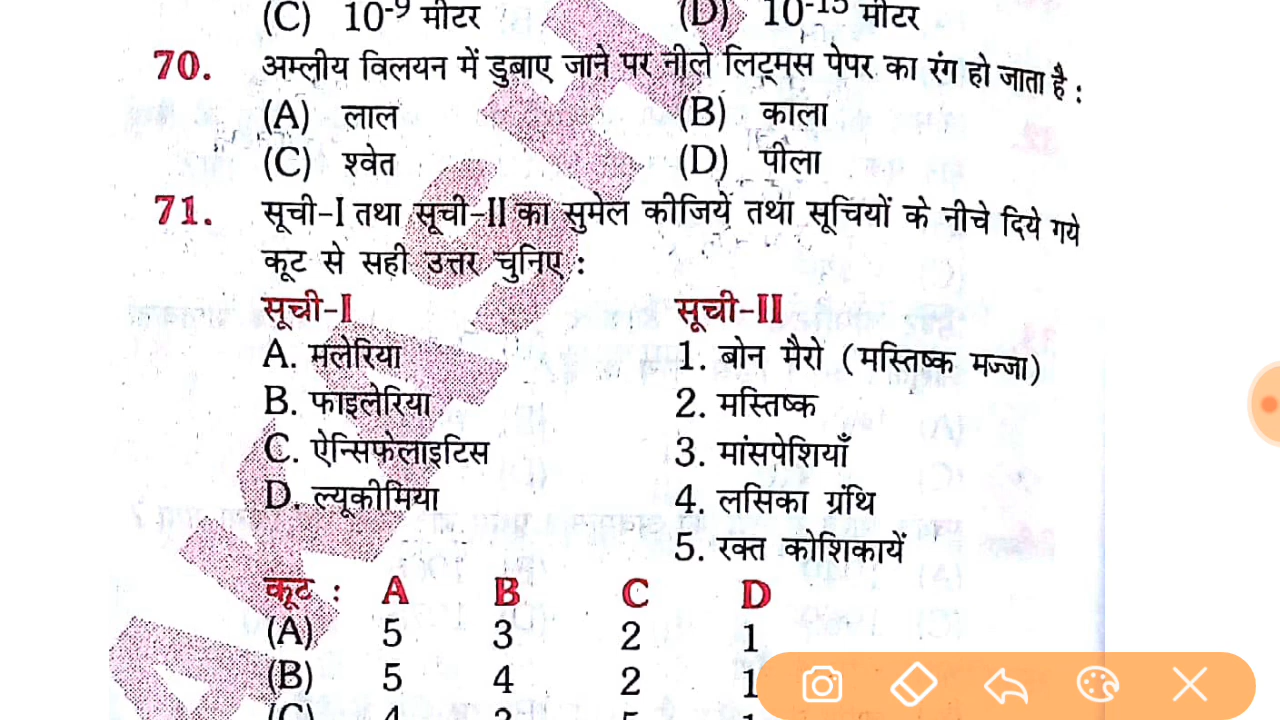 (C) 10⁻⁹ मीटर (D) 10⁻¹⁵ मीटर
70. अम्लीय विलयन में डुबाए जाने पर नीले लिट्मस पेपर का रंग हो जाता है :
(A) लाल (B) काला
(C) श्वेत (D) पीला
71. सूची-I तथा सूची-II का सुमेल कीजिये तथा सूचियों के नीचे दिये गये
कूट से सही उत्तर चुनिए :
सूची-I सूची-II
A. मलेरिया 1. बोन मैरो (मस्तिष्क मज्जा)
B. फाइलेरिया 2. मस्तिष्क
C. ऐन्सिफेलाइटिस 3. मांसपेशियाँ
D. ल्यूकीमिया 4. लसिका ग्रंथि
5. रक्त कोशिकायें
कूट : A B C D
(A) 5 3 2 1
(B) 5 4 2 1